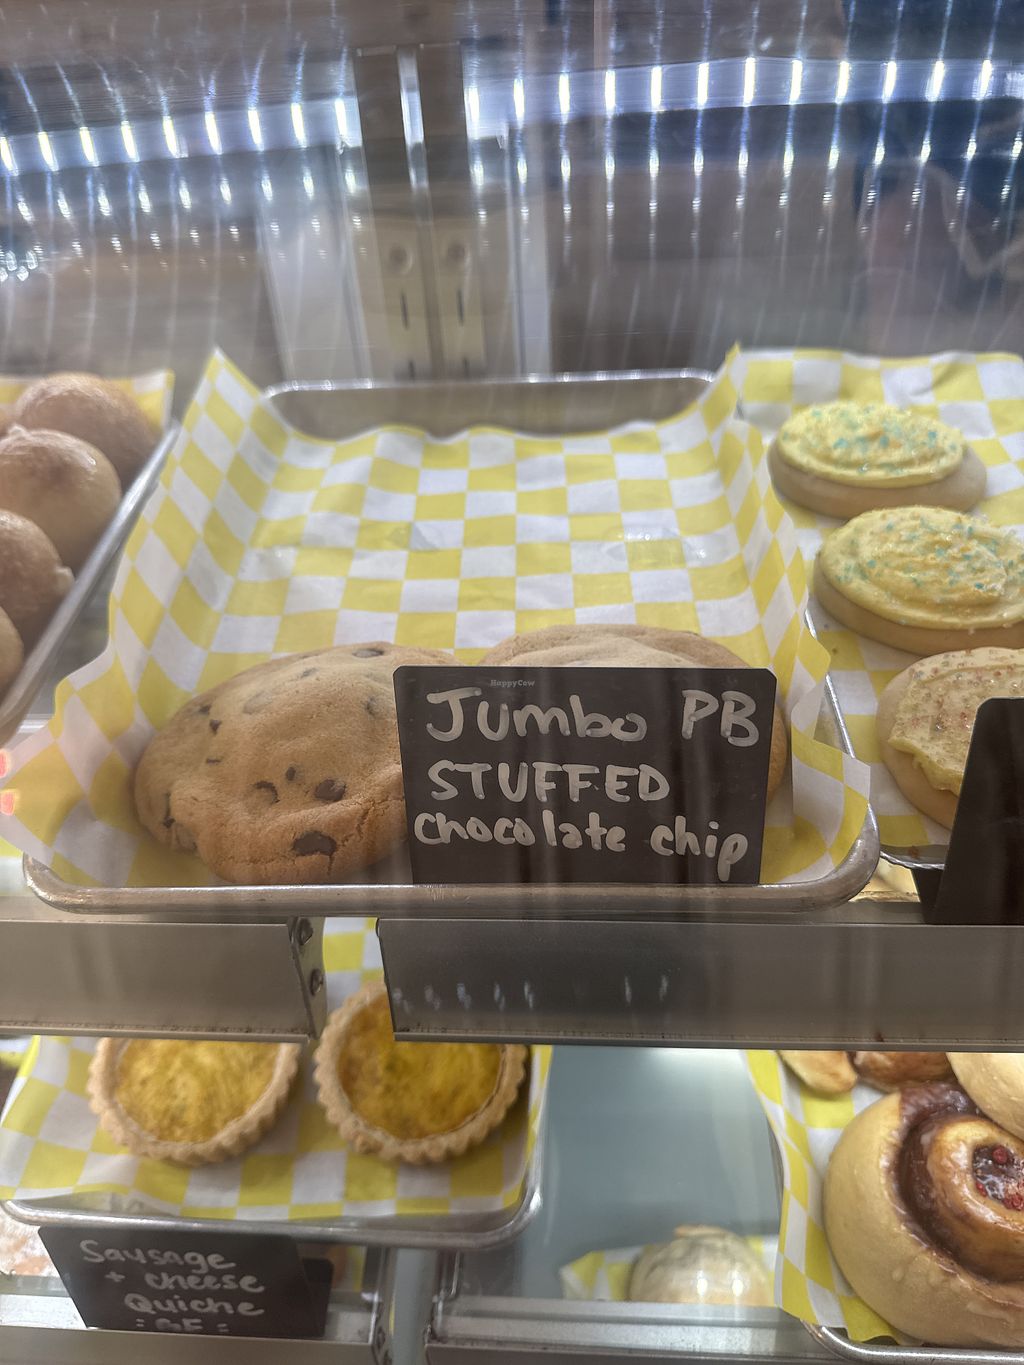 HappyCow
Jumbo PB
STUFFED
chocolate chip
Sausage
+ cheese
Quiche